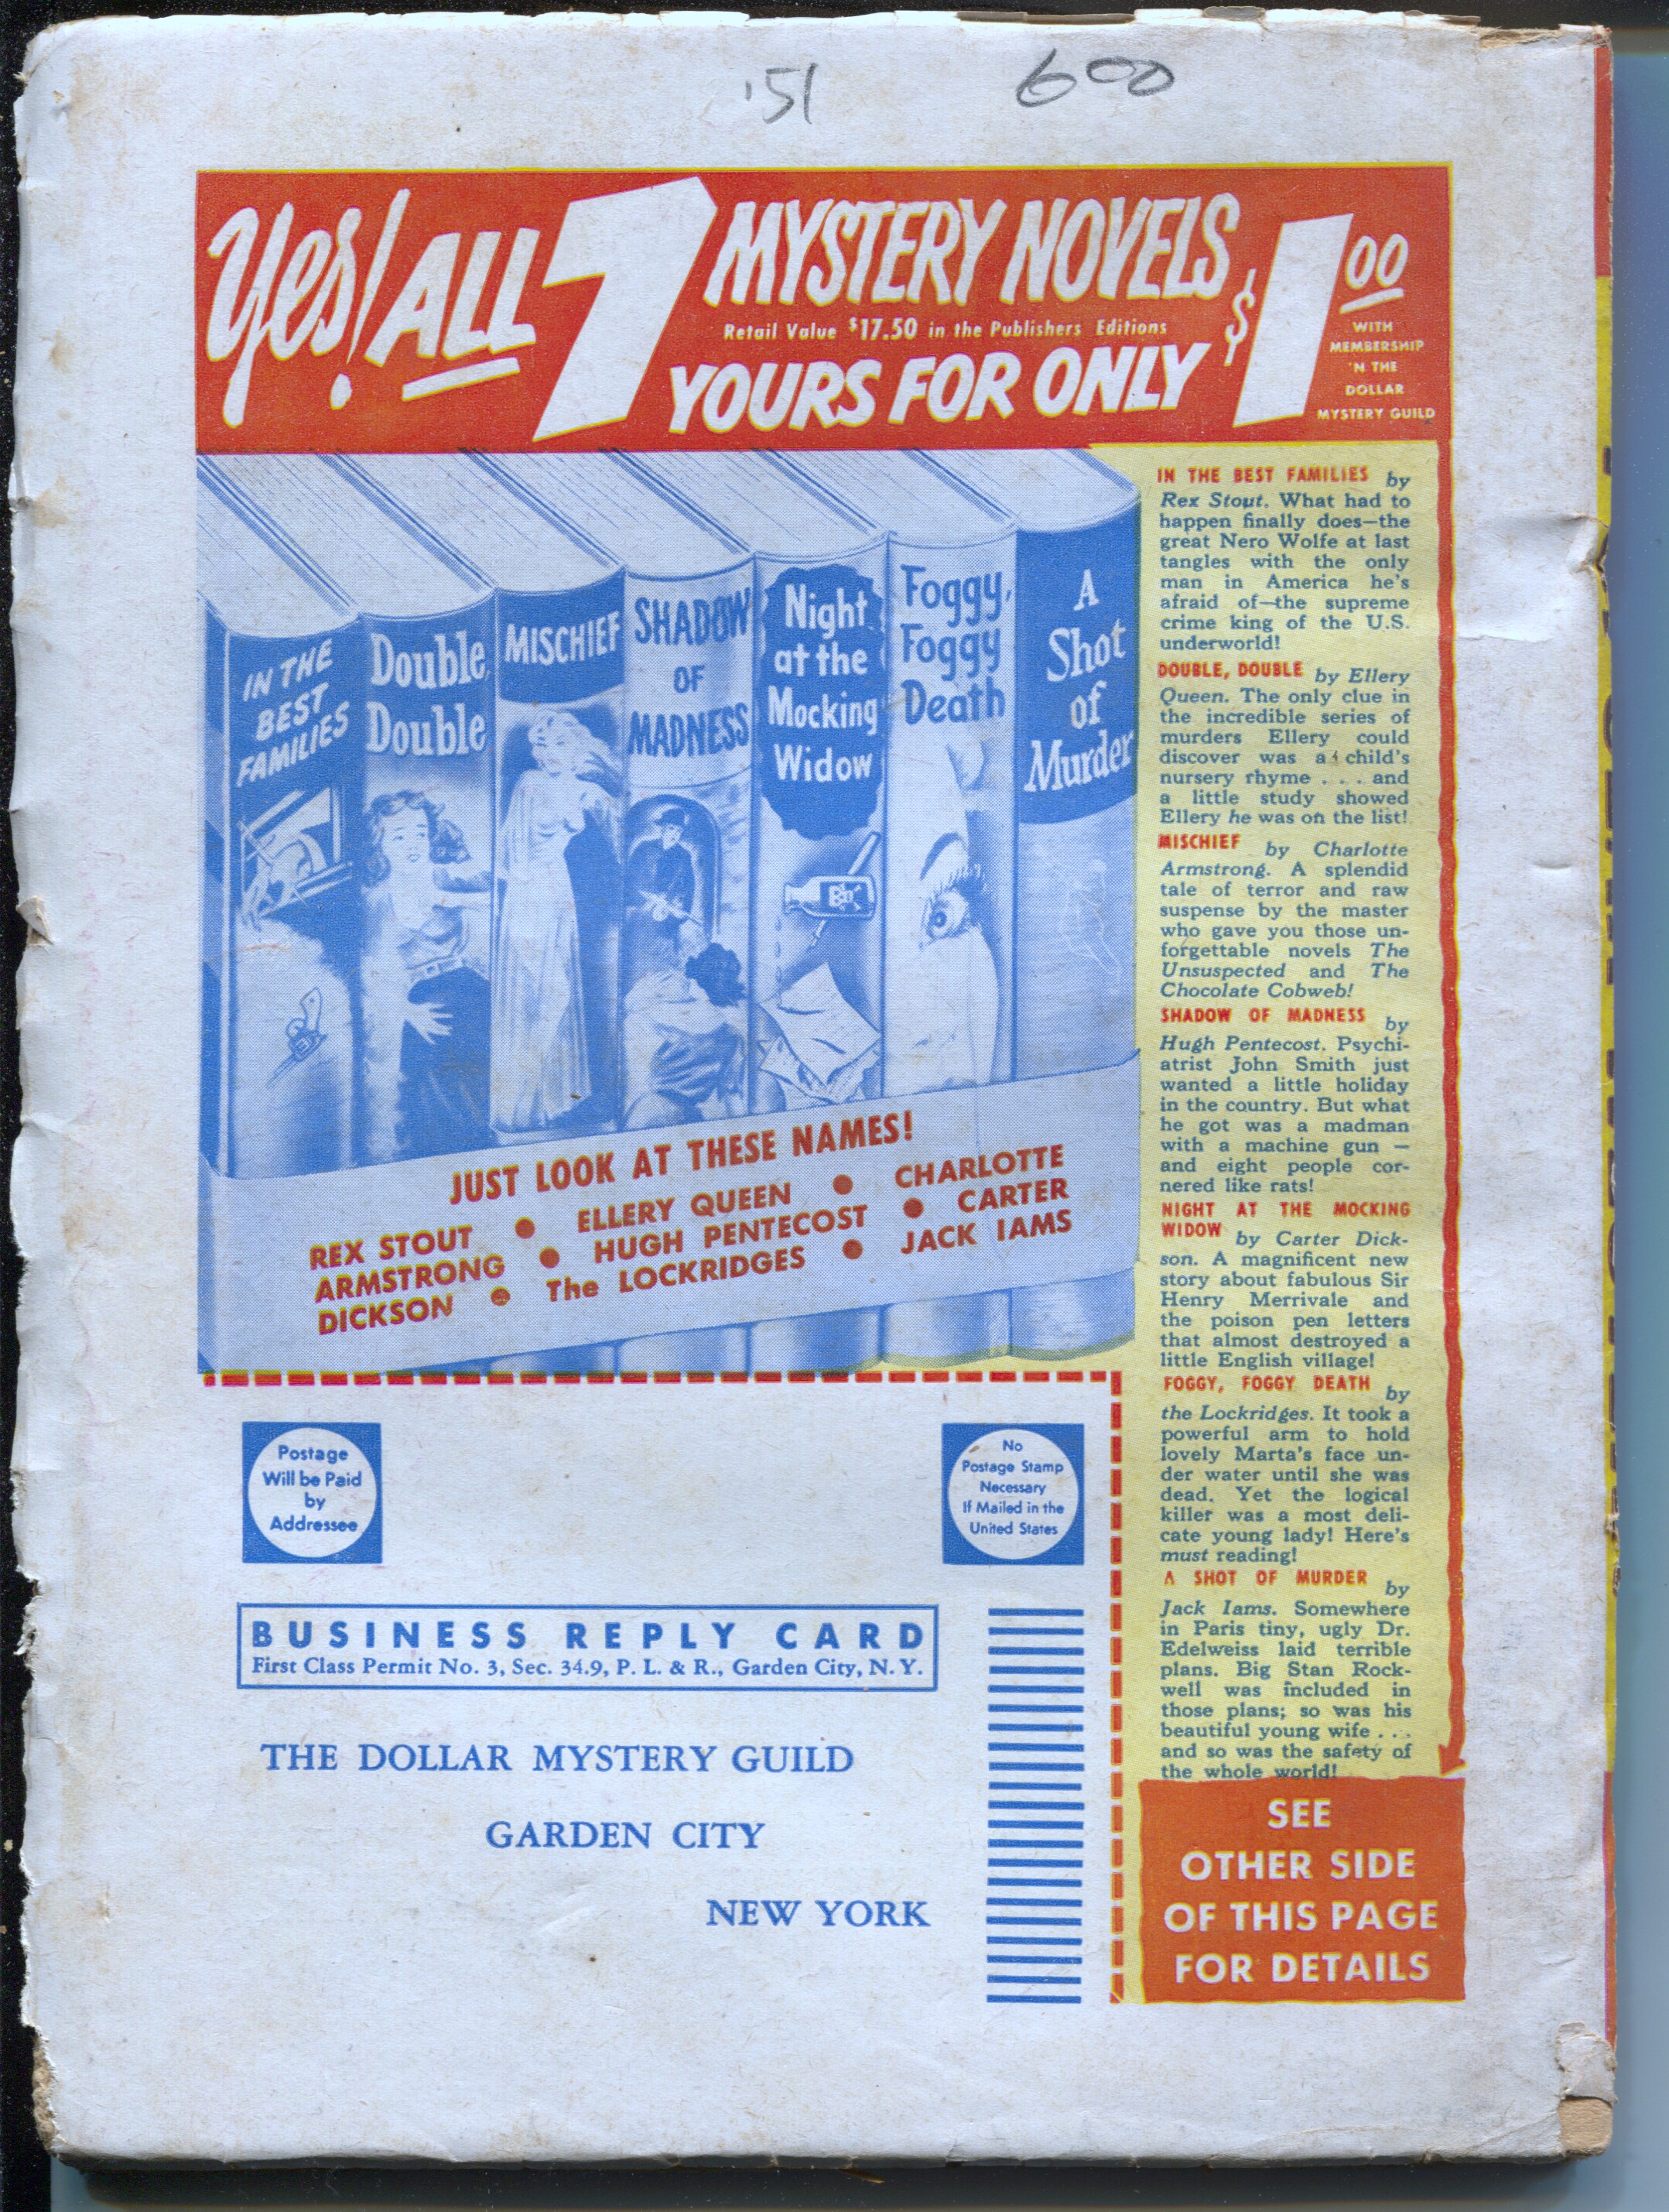 '51 600
Yes! ALL 7 MYSTERY NOVELS
Retail Value $17.50 in the Publishers Editions
YOURS FOR ONLY $1.00
WITH
MEMBERSHIP
'N THE
DOLLAR
MYSTERY GUILD
IN THE
BEST
FAMILIES
Double,
Double
MISCHIEF
SHADOW
OF
MADNESS
Night
at the
Mocking
Widow
Foggy,
Foggy
Death
A
Shot
of
Murder
JUST LOOK AT THESE NAMES!
REX STOUT • ELLERY QUEEN • CHARLOTTE
ARMSTRONG • HUGH PENTECOST • CARTER
DICKSON • The LOCKRIDGES • JACK IAMS
IN THE BEST FAMILIES by
Rex Stout. What had to
happen finally does—the
great Nero Wolfe at last
tangles with the only
man in America he's
afraid of—the supreme
crime king of the U.S.
underworld!
DOUBLE, DOUBLE by Ellery
Queen. The only clue in
the incredible series of
murders Ellery could
discover was a child's
nursery rhyme . . . and
a little study showed
Ellery he was on the list!
MISCHIEF by Charlotte
Armstrong. A splendid
tale of terror and raw
suspense by the master
who gave you those un-
forgettable novels The
Unsuspected and The
Chocolate Cobweb!
SHADOW OF MADNESS by
Hugh Pentecost. Psychi-
atrist John Smith just
wanted a little holiday
in the country. But what
he got was a madman
with a machine gun —
and eight people cor-
nered like rats!
NIGHT AT THE MOCKING
WIDOW by Carter Dick-
son. A magnificent new
story about fabulous Sir
Henry Merrivale and
the poison pen letters
that almost destroyed a
little English village!
FOGGY, FOGGY DEATH by
the Lockridges. It took a
powerful arm to hold
lovely Marta's face un-
der water until she was
dead. Yet the logical
killer was a most deli-
cate young lady! Here's
must reading!
A SHOT OF MURDER by
Jack Iams. Somewhere
in Paris tiny, ugly Dr.
Edelweiss laid terrible
plans. Big Stan Rock-
well was included in
those plans; so was his
beautiful young wife . . .
and so was the safety of
the whole world!
SEE
OTHER SIDE
OF THIS PAGE
FOR DETAILS
Postage
Will be Paid
by
Addressee
No
Postage Stamp
Necessary
If Mailed in the
United States
BUSINESS REPLY CARD
First Class Permit No. 3, Sec. 34.9, P. L. & R., Garden City, N. Y.
THE DOLLAR MYSTERY GUILD
GARDEN CITY
NEW YORK